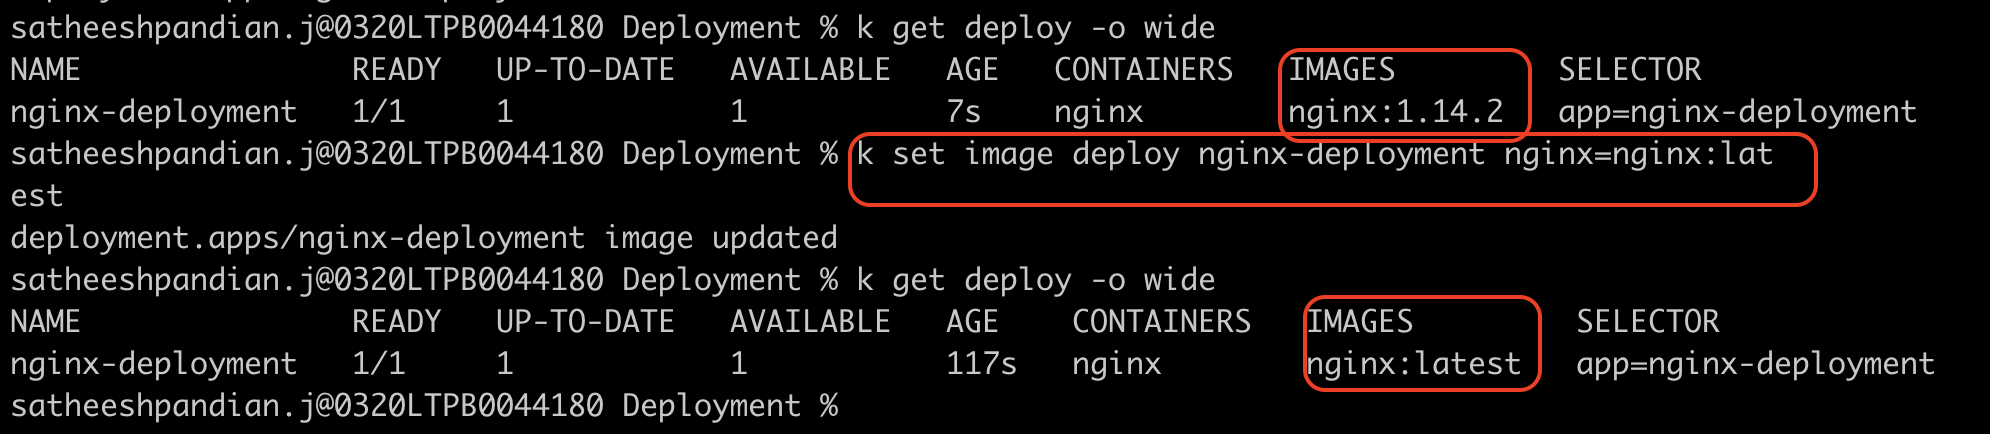 satheeshpandian.j@0320LTPB0044180 Deployment % k get deploy -o wide
NAME READY UP-TO-DATE AVAILABLE AGE CONTAINERS IMAGES SELECTOR
nginx-deployment 1/1 1 1 7s nginx nginx:1.14.2 app=nginx-deployment
satheeshpandian.j@0320LTPB0044180 Deployment % k set image deploy nginx-deployment nginx=nginx:lat
est
deployment.apps/nginx-deployment image updated
satheeshpandian.j@0320LTPB0044180 Deployment % k get deploy -o wide
NAME READY UP-TO-DATE AVAILABLE AGE CONTAINERS IMAGES SELECTOR
nginx-deployment 1/1 1 1 117s nginx nginx:latest app=nginx-deployment
satheeshpandian.j@0320LTPB0044180 Deployment %